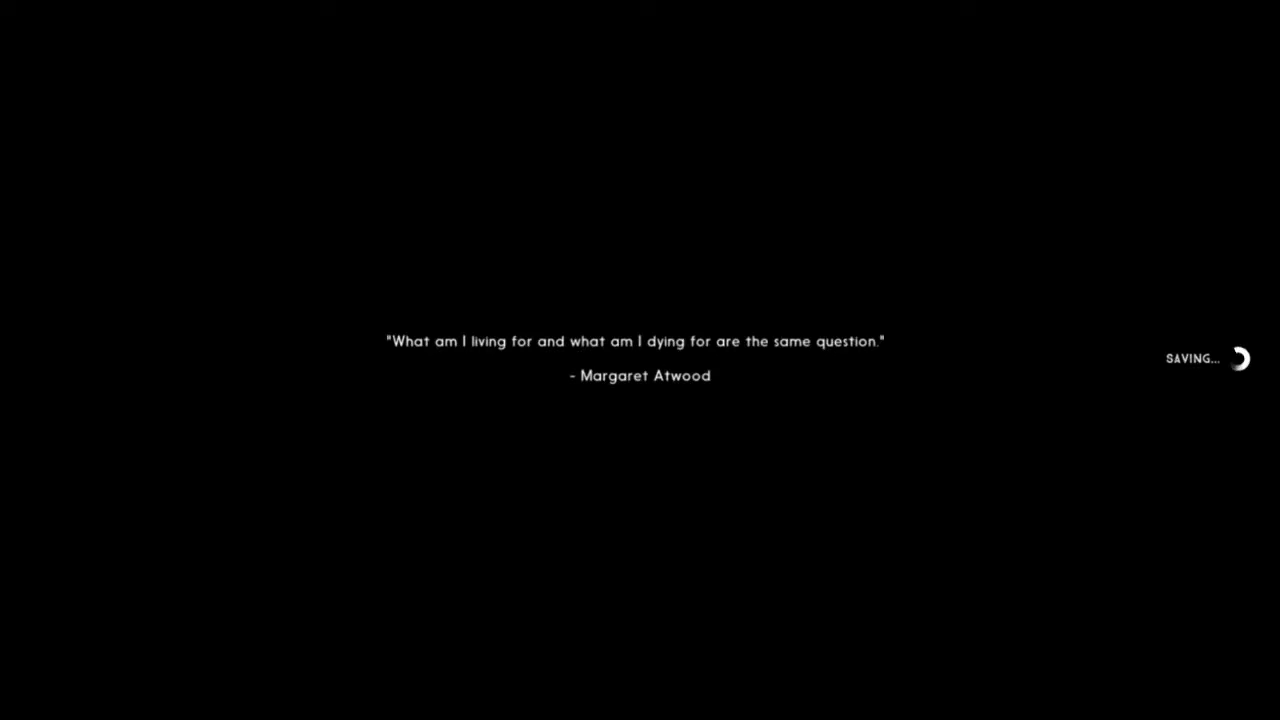 "What am I living for and what am I dying for are the same question."
SAVING...
- Margaret Atwood